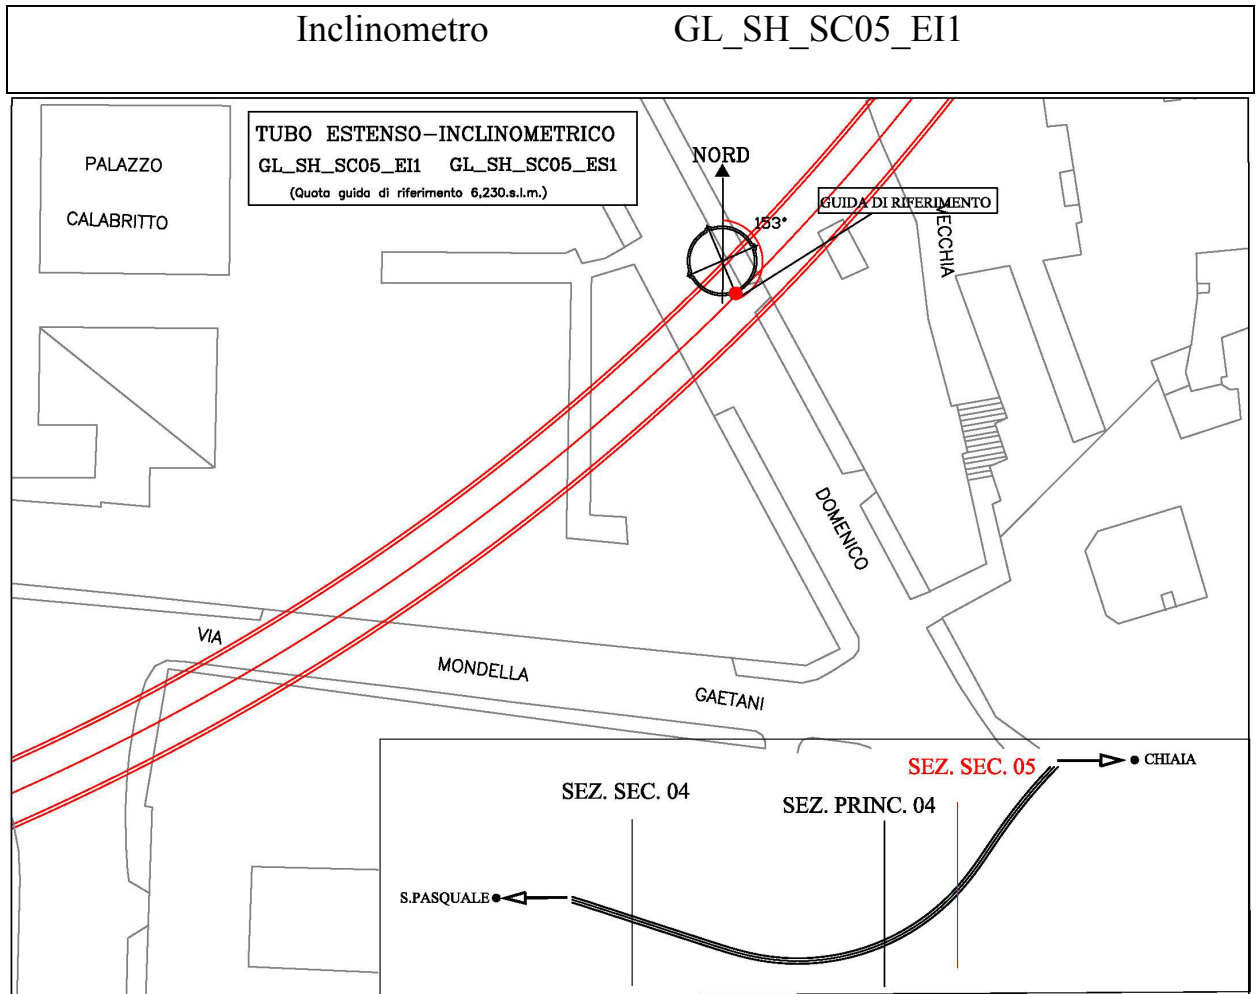 Inclinometro GL_SH_SC05_EI1
TUBO ESTENSO-INCLINOMETRICO
GL_SH_SC05_EI1 GL_SH_SC05_ES1
(Quota guida di riferimento 6,230.s.l.m.)
PALAZZO
CALABRITTO
NORD
153°
GUIDA DI RIFERIMENTO
VECCHIA
DOMENICO
VIA
MONDELLA
GAETANI
SEZ. SEC. 05
CHIAIA
SEZ. SEC. 04
SEZ. PRINC. 04
S.PASQUALE